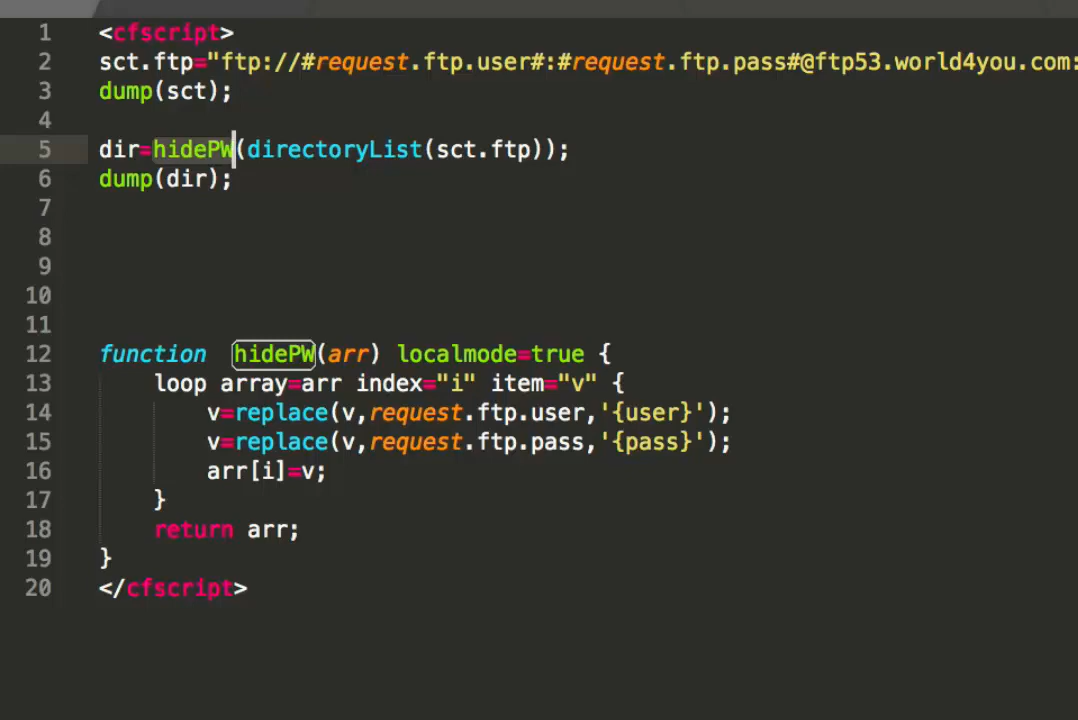 1 <cfscript>
2 sct.ftp="ftp://#request.ftp.user#:#request.ftp.pass#@ftp53.world4you.com:
3 dump(sct);
4
5 dir=hidePW(directoryList(sct.ftp));
6 dump(dir);
7
8
9
10
11
12 function hidePW(arr) localmode=true {
13 loop array=arr index="i" item="v" {
14 v=replace(v,request.ftp.user,'{user}');
15 v=replace(v,request.ftp.pass,'{pass}');
16 arr[i]=v;
17 }
18 return arr;
19 }
20 </cfscript>